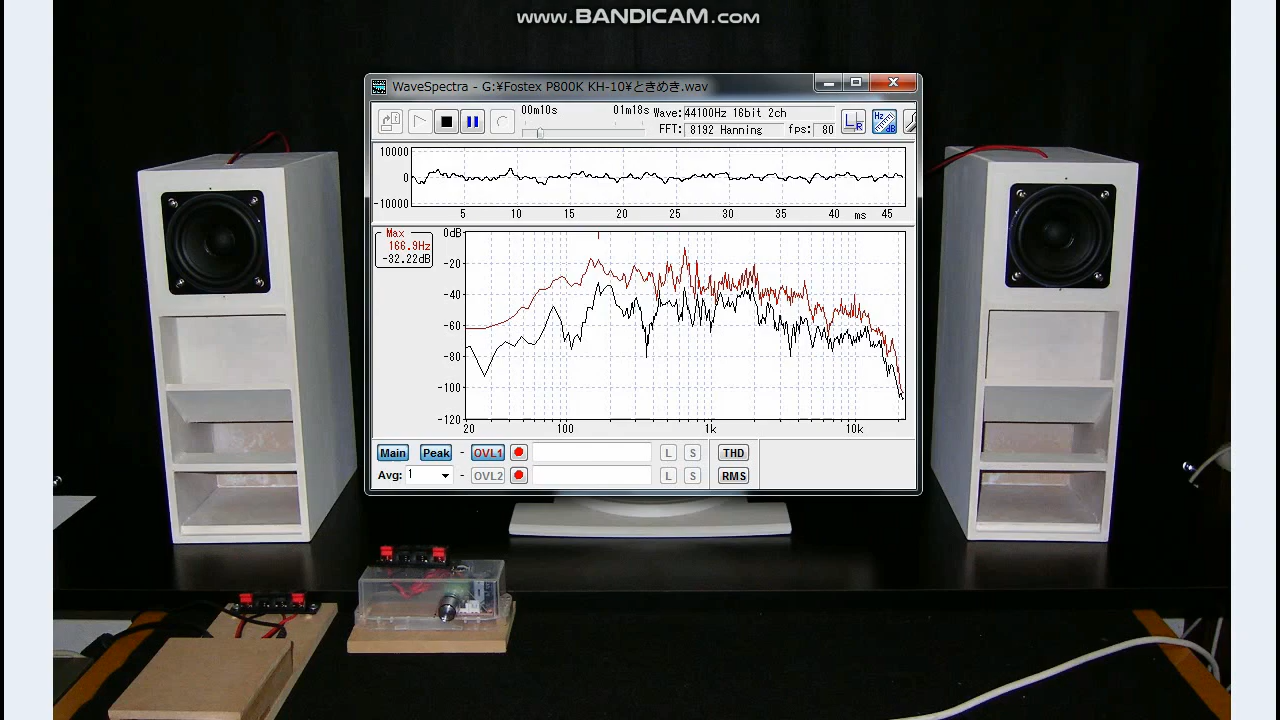 www.BANDICAM.com
WaveSpectra - G:¥Fostex P800K KH-10¥ときめき.wav
00m10s 01m18s Wave: 44100Hz 16bit 2ch
FFT: 8192 Hanning fps: 80
L R Hz dB
10000
0
-10000
5 10 15 20 25 30 35 40 ms 45
Max
166.9Hz
-32.22dB
0dB
-20
-40
-60
-80
-100
-120
20 100 1k 10k
Main Peak - OVL1 L S THD
Avg: 1 - OVL2 L S RMS